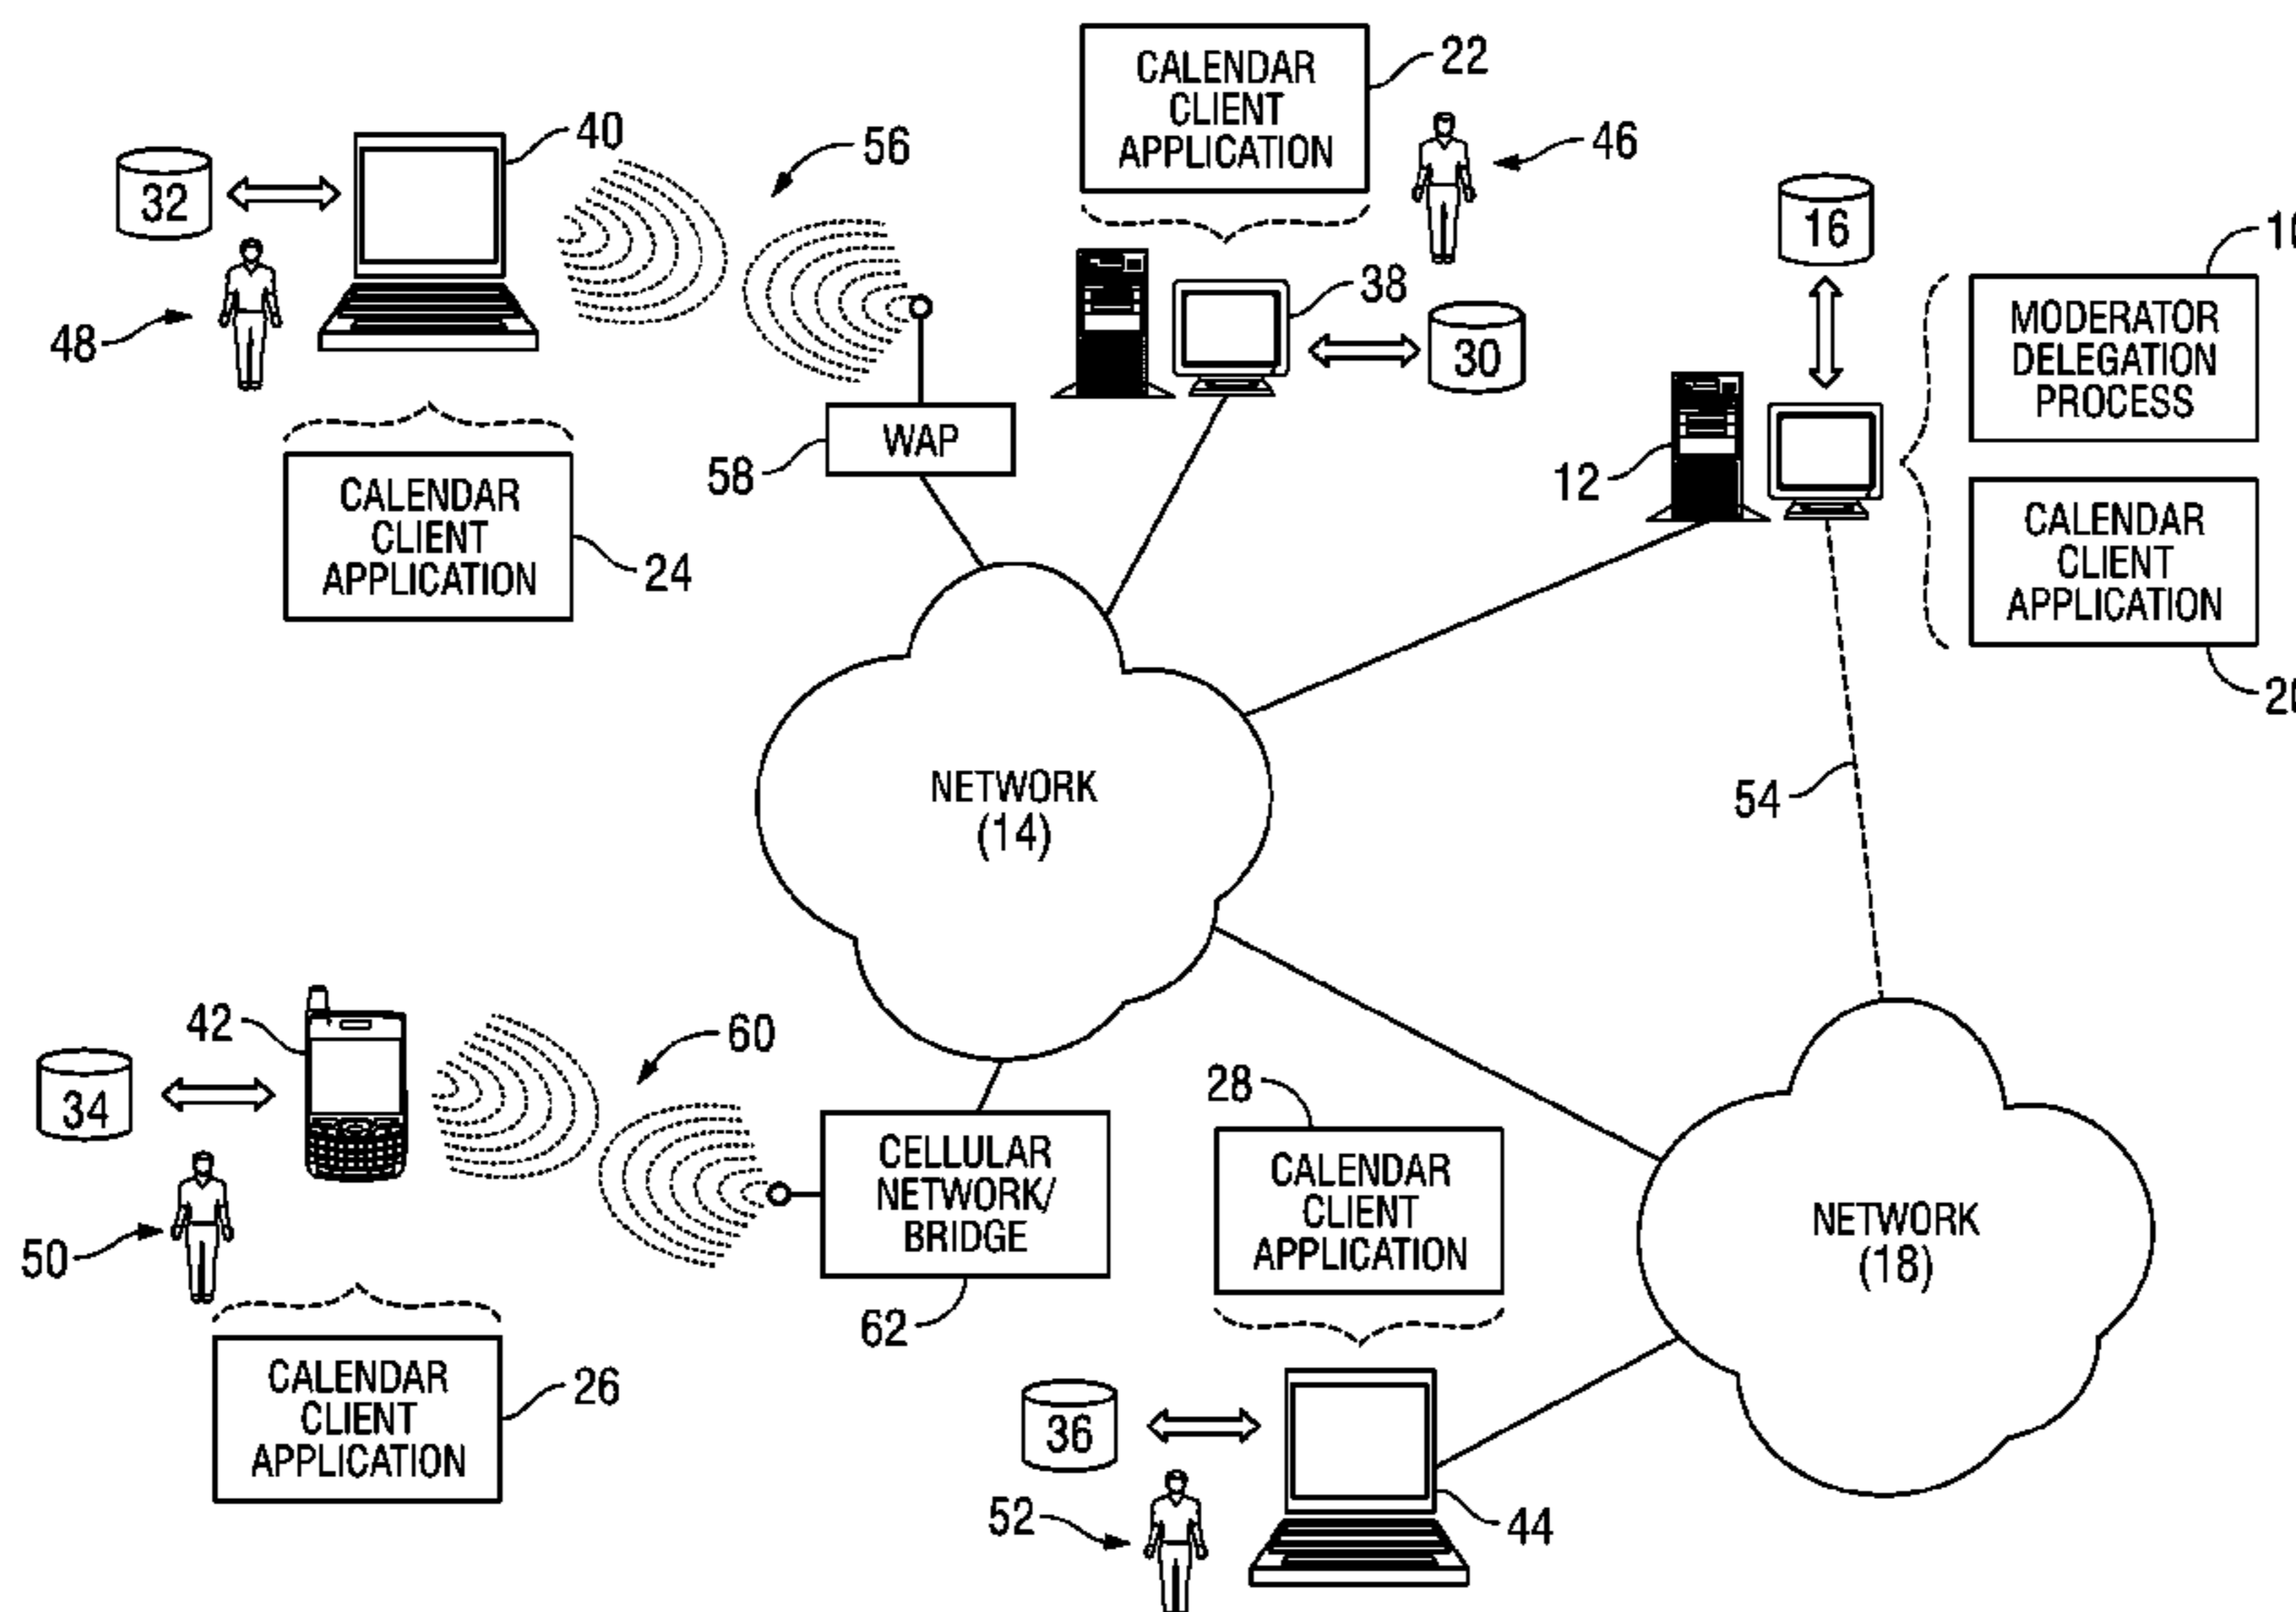 CALENDAR
CLIENT
APPLICATION
22
46
40
56
32
48
16
MODERATOR
DELEGATION
PROCESS
38
30
WAP
58
12
CALENDAR
CLIENT
APPLICATION
CALENDAR
CLIENT
APPLICATION
24
NETWORK
(14)
54
42
60
34
28
CELLULAR
NETWORK/
BRIDGE
CALENDAR
CLIENT
APPLICATION
NETWORK
(18)
50
62
CALENDAR
CLIENT
APPLICATION
26
36
52
44